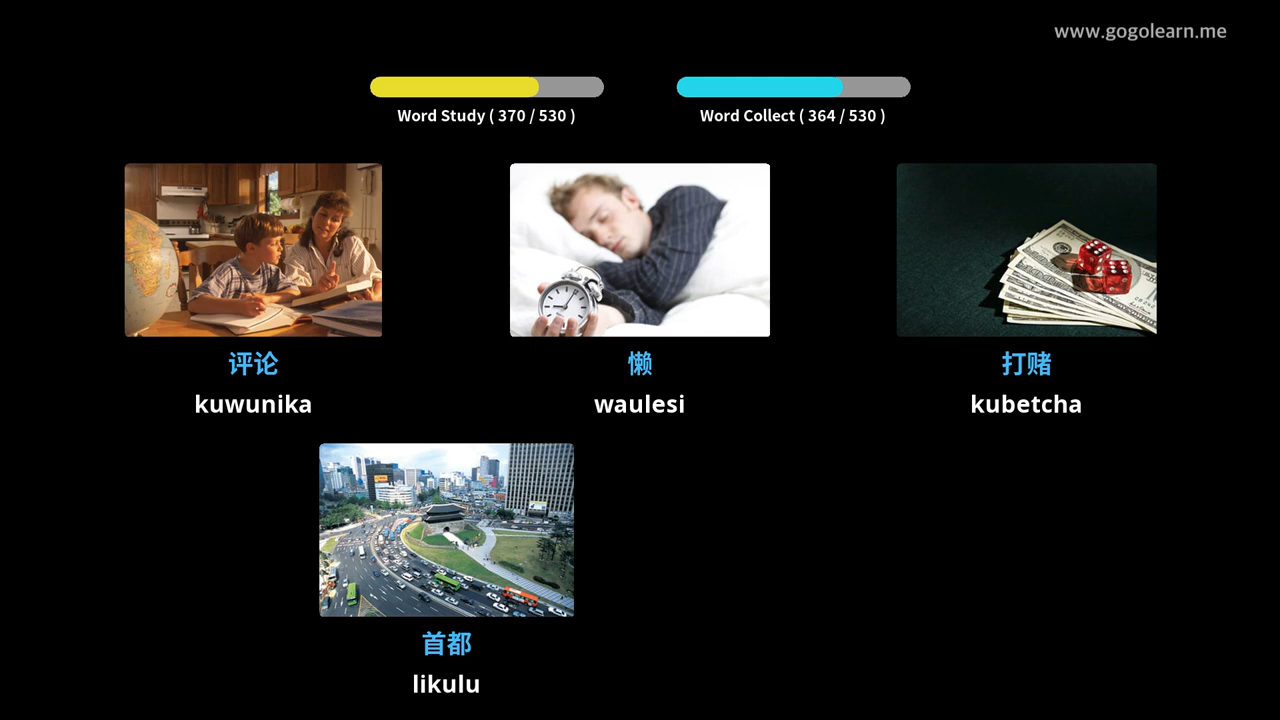 www.gogolearn.me
Word Study ( 370 / 530 )
Word Collect ( 364 / 530 )
评论
kuwunika
懒
waulesi
打赌
kubetcha
首都
likulu